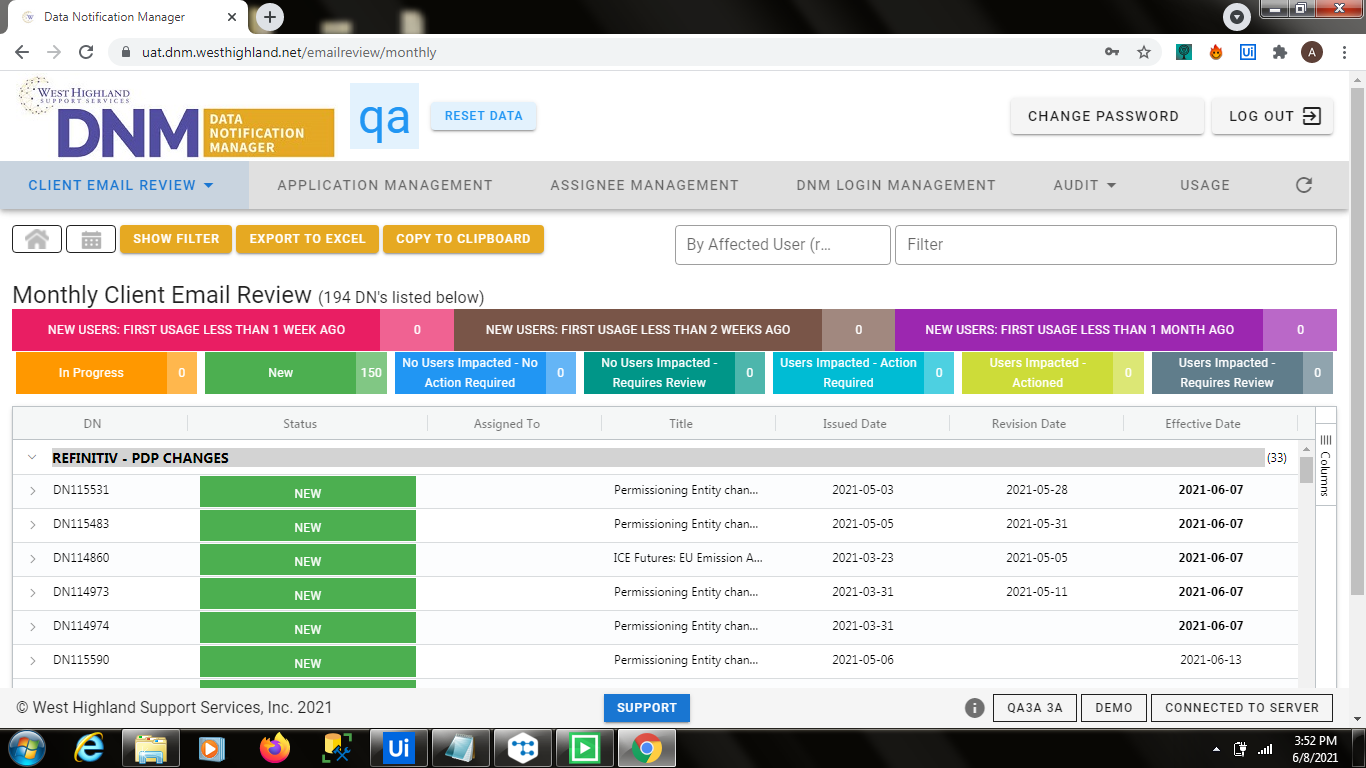 Data Notification Manager
uat.dnm.westhighland.net/emailreview/monthly
A
WEST HIGHLAND
SUPPORT SERVICES
DNM
DATA
NOTIFICATION
MANAGER
qa
RESET DATA
CHANGE PASSWORD
LOG OUT
CLIENT EMAIL REVIEW
APPLICATION MANAGEMENT
ASSIGNEE MANAGEMENT
DNM LOGIN MANAGEMENT
AUDIT
USAGE
SHOW FILTER
EXPORT TO EXCEL
COPY TO CLIPBOARD
By Affected User (r...
Filter
Monthly Client Email Review (194 DN's listed below)
NEW USERS: FIRST USAGE LESS THAN 1 WEEK AGO 0
NEW USERS: FIRST USAGE LESS THAN 2 WEEKS AGO 0
NEW USERS: FIRST USAGE LESS THAN 1 MONTH AGO 0
In Progress 0
New 150
No Users Impacted - No
Action Required 0
No Users Impacted -
Requires Review 0
Users Impacted - Action
Required 0
Users Impacted -
Actioned 0
Users Impacted -
Requires Review 0
DN Status Assigned To Title Issued Date Revision Date Effective Date
Columns
REFINITIV - PDP CHANGES (33)
DN115531 NEW Permissioning Entity chan... 2021-05-03 2021-05-28 2021-06-07
DN115483 NEW Permissioning Entity chan... 2021-05-05 2021-05-31 2021-06-07
DN114860 NEW ICE Futures: EU Emission A... 2021-03-23 2021-05-05 2021-06-07
DN114973 NEW Permissioning Entity chan... 2021-03-31 2021-05-11 2021-06-07
DN114974 NEW Permissioning Entity chan... 2021-03-31 2021-06-07
DN115590 NEW Permissioning Entity chan... 2021-05-06 2021-06-13
© West Highland Support Services, Inc. 2021
SUPPORT
QA3A 3A
DEMO
CONNECTED TO SERVER
Ui
3:52 PM
6/8/2021